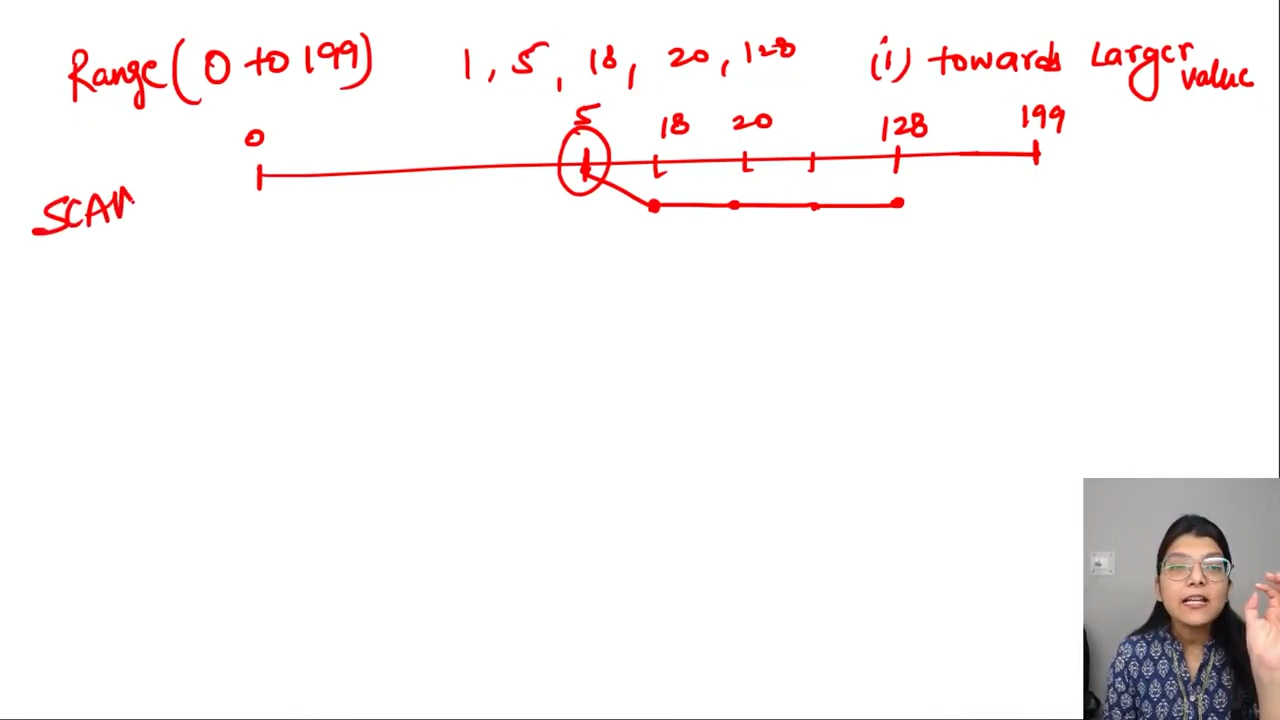 Range (0 to 199) 1, 5, 18, 20, 128 (i) towards Larger value
0 5 18 20 128 199
SCAN